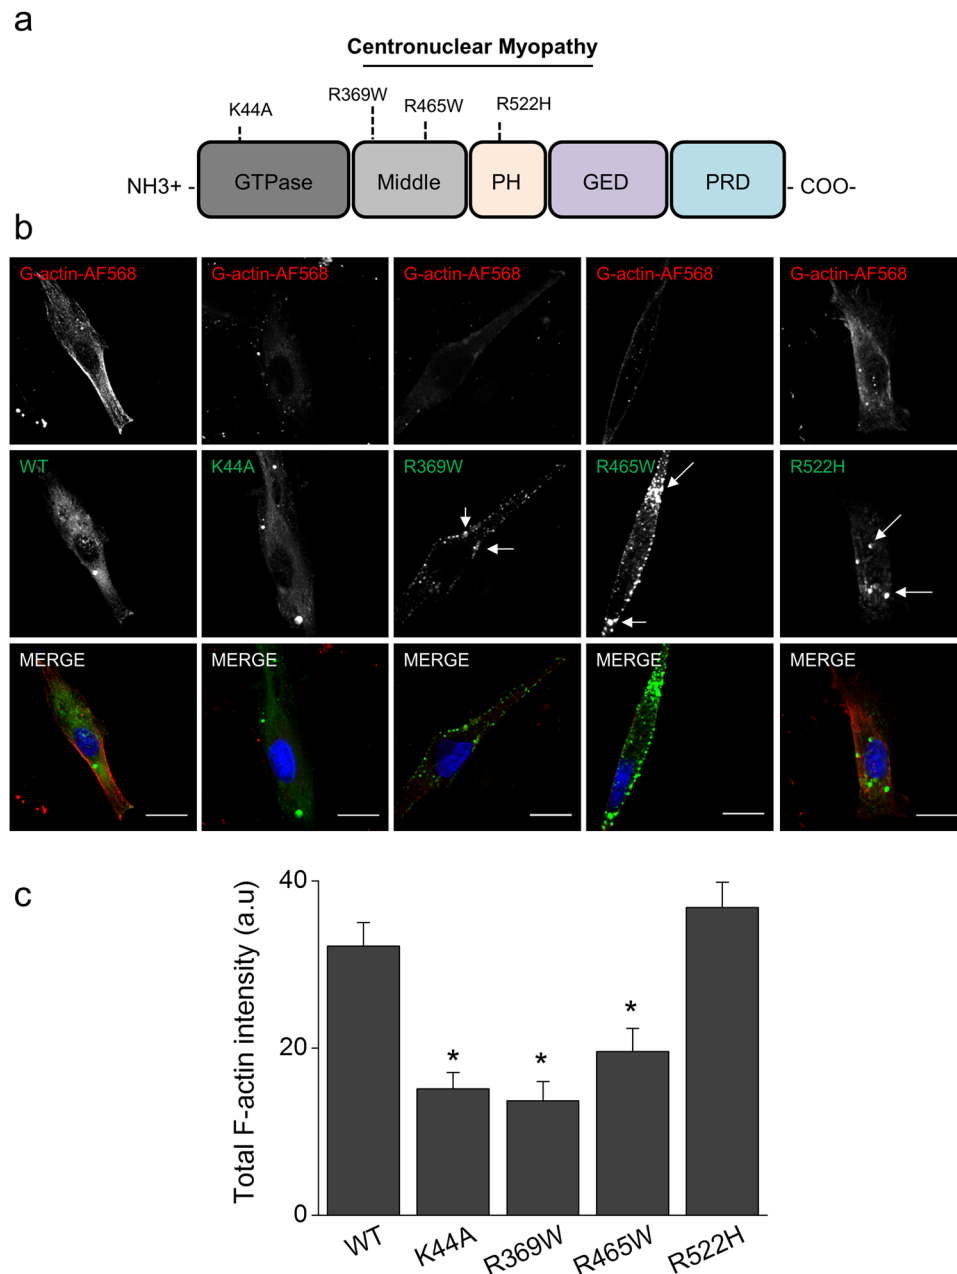 a
Centronuclear Myopathy
K44A
R369W
R465W
R522H
NH3+ -
GTPase
Middle
PH
GED
PRD
- COO-
b
G-actin-AF568
G-actin-AF568
G-actin-AF568
G-actin-AF568
G-actin-AF568
WT
K44A
R369W
R465W
R522H
MERGE
MERGE
MERGE
MERGE
MERGE
c
Total F-actin intensity (a.u)
40
20
0
*
*
*
WT
K44A
R369W
R465W
R522H